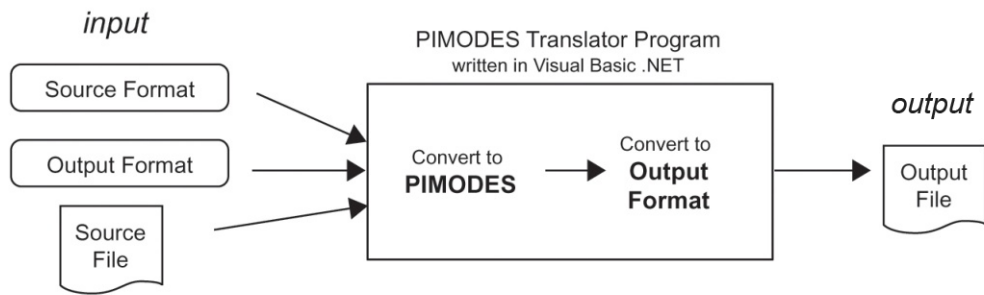 input
Source Format
Output Format
Source
File
PIMODES Translator Program
written in Visual Basic .NET
Convert to
PIMODES
Convert to
Output
Format
output
Output
File